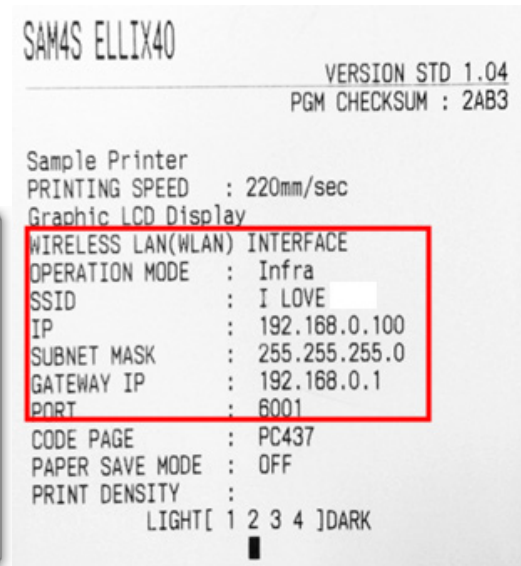 SAM4S ELLIX40
VERSION STD 1.04
PGM CHECKSUM : 2AB3
Sample Printer
PRINTING SPEED : 220mm/sec
Graphic LCD Display
WIRELESS LAN(WLAN) INTERFACE
OPERATION MODE : Infra
SSID : I LOVE
IP : 192.168.0.100
SUBNET MASK : 255.255.255.0
GATEWAY IP : 192.168.0.1
PORT : 6001
CODE PAGE : PC437
PAPER SAVE MODE : OFF
PRINT DENSITY :
LIGHT[ 1 2 3 4 ]DARK